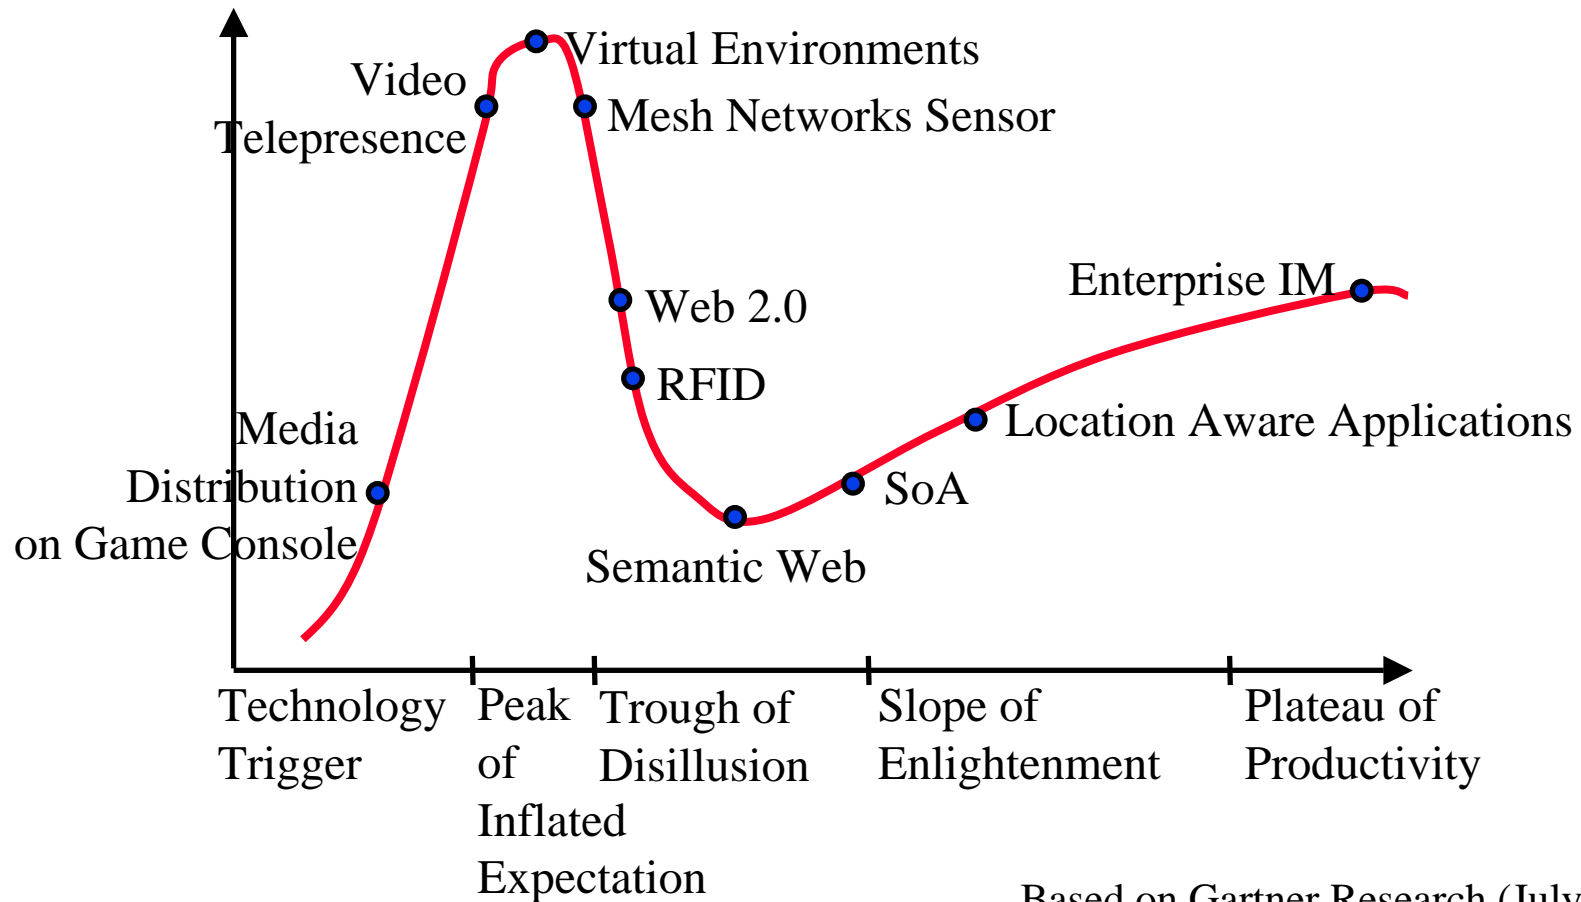 Virtual Environments
Video
Telepresence
Mesh Networks Sensor
Web 2.0
RFID
Enterprise IM
Location Aware Applications
Media
Distribution
on Game Console
SoA
Semantic Web
Technology
Trigger
Peak
of
Inflated
Expectation
Trough of
Disillusion
Slope of
Enlightenment
Plateau of
Productivity
Based on Gartner Research (July